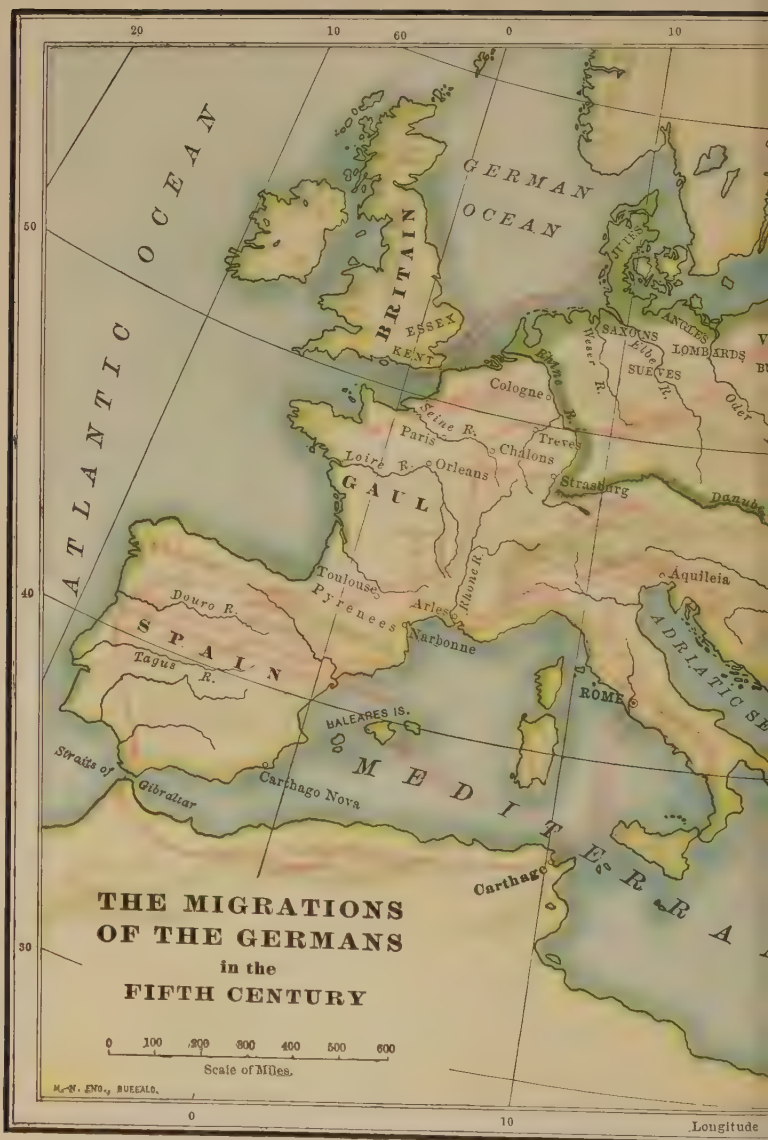 20
10
60
0
10
50
40
30
ATLANTIC OCEAN
GERMAN
OCEAN
BRITAIN
ESSEX
KENT
JUTES
ANGLES
SAXONS
LOMBARDS
SUEVES
Weser R.
Elbe R.
Oder
Rhine R.
Cologne
Treves
Seine R.
Paris
Chalons
Loire R.
Orleans
Strasburg
Danube
GAUL
Toulouse
Pyrenees
Arles
Rhone R.
Narbonne
Aquileia
ADRIATIC SE
Douro R.
SPAIN
Tagus R.
ROME
BALEARES IS.
Straits of
Gibraltar
Carthago Nova
MEDITERRA
Carthage
THE MIGRATIONS
OF THE GERMANS
in the
FIFTH CENTURY
0 100 200 300 400 500 600
Scale of Miles.
M.-N. ENG., BUFFALO.
0
10
Longitude